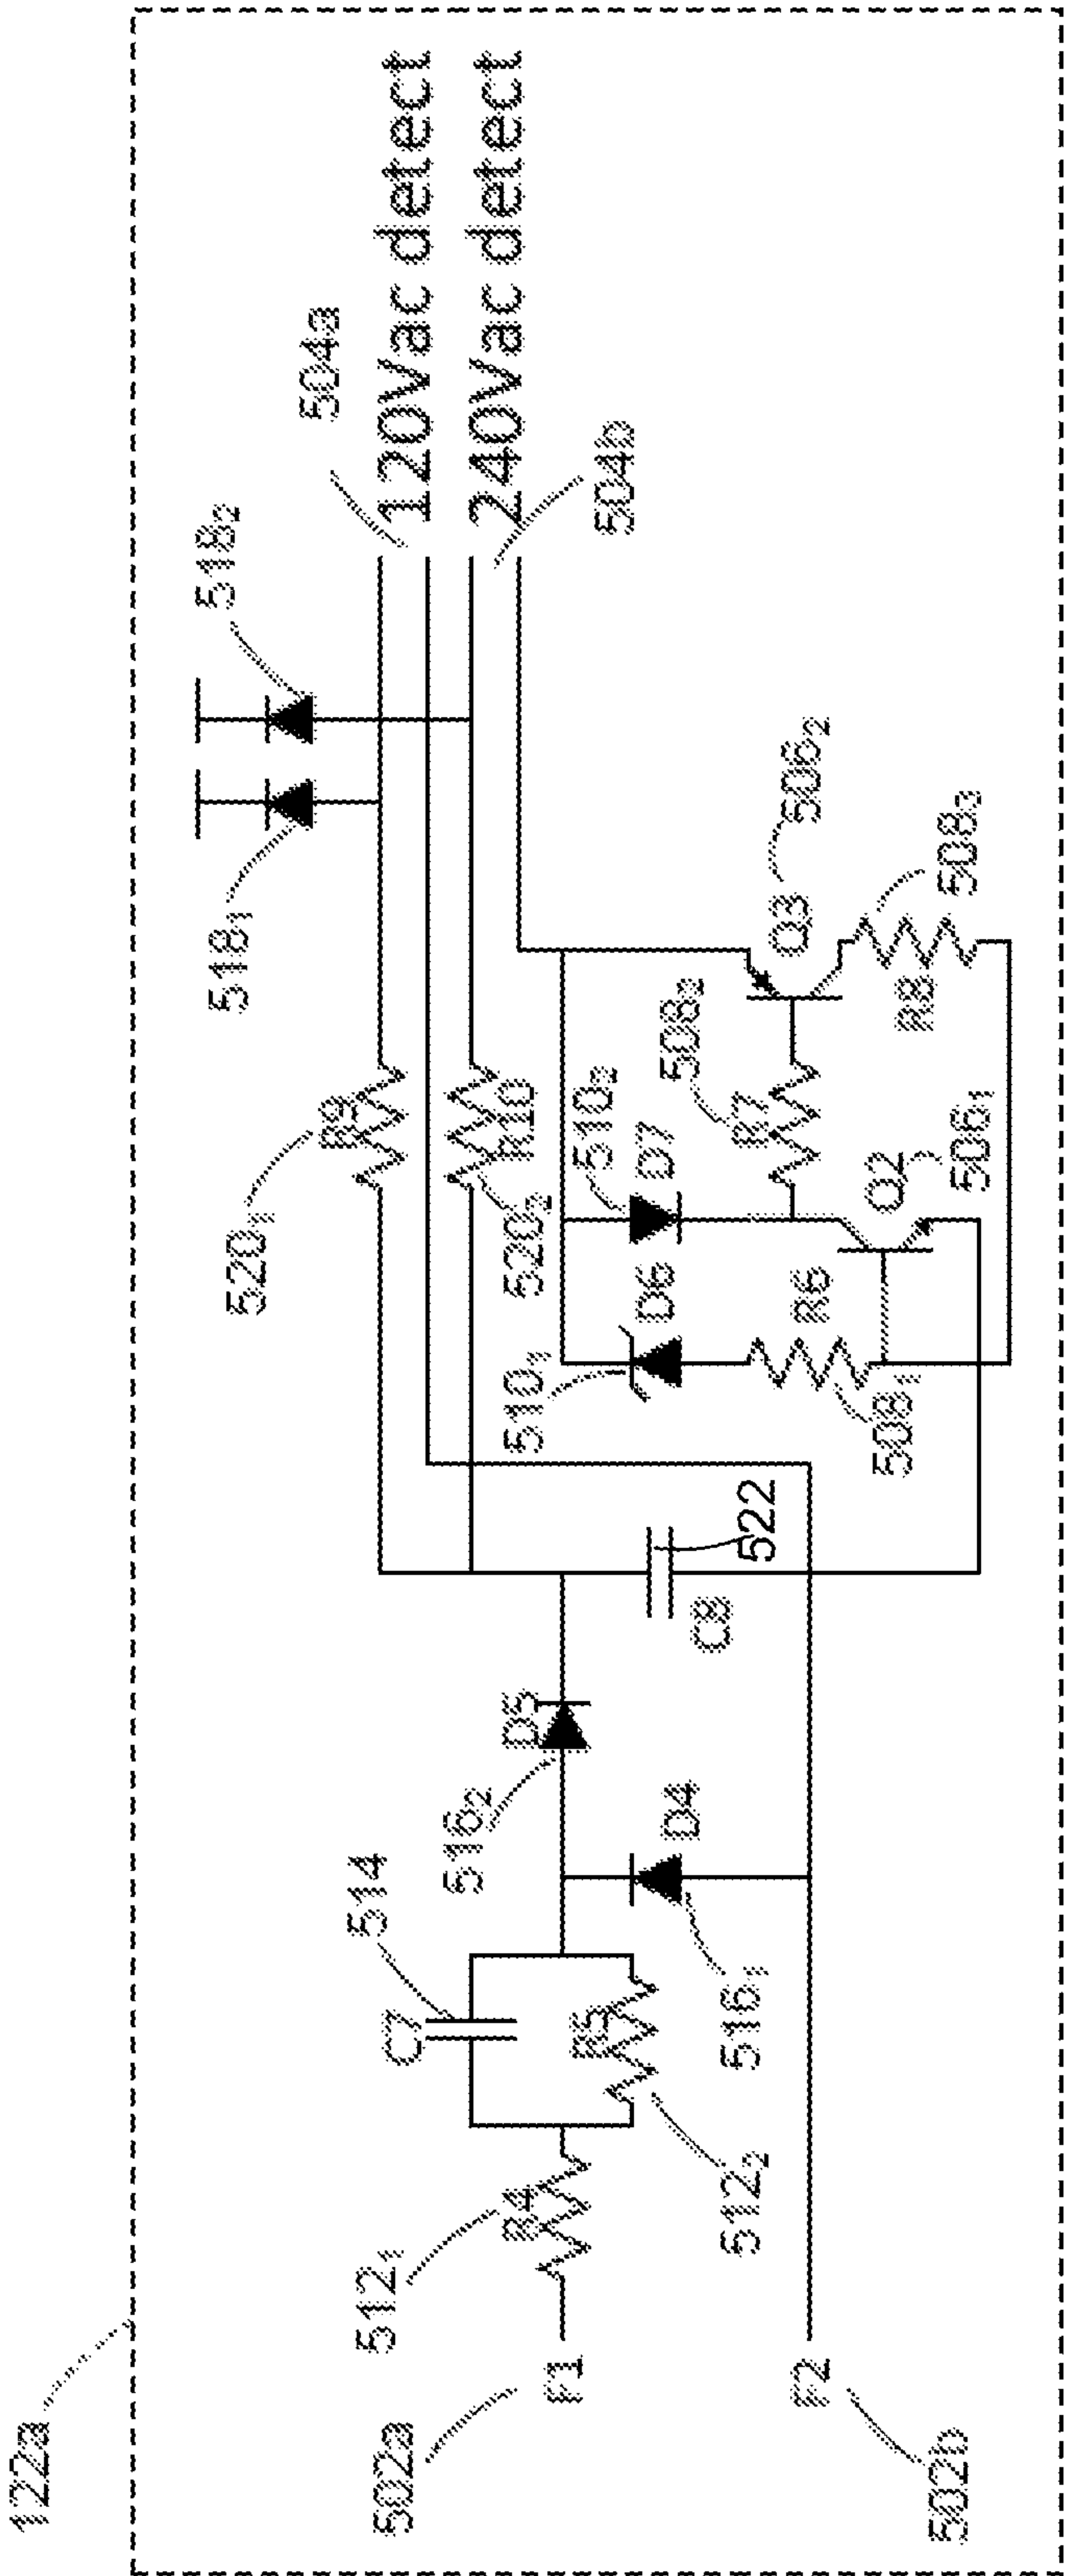 122a
518₂
504a
518₁
120Vac detect
240Vac detect
504b
520₁
R9
R10
520₂
512₁
R4
514
C7
R5
512₂
516₂
D5
D4
516₁
C8
522
510₁
D6
510₂
D7
508₂
R7
Q3
506₂
R6
508₁
Q2
506₁
R8
508₃
502a
F1
F2
502b